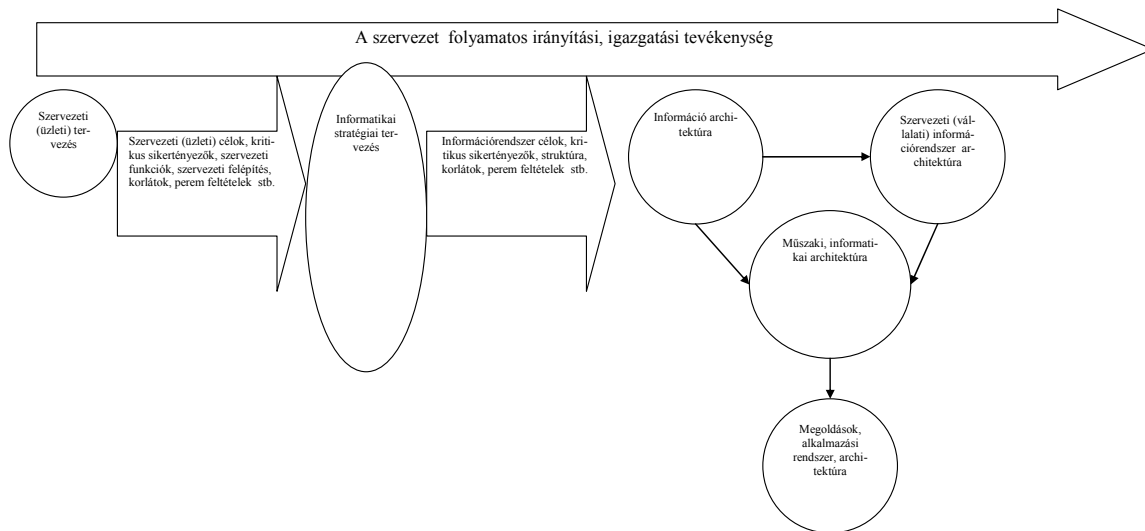 A szervezet folyamatos irányítási, igazgatási tevékenység
Szervezeti
(üzleti) ter-
vezés
Szervezeti (üzleti) célok, kriti-
kus sikertényezők, szervezeti
funkciók, szervezeti felépítés,
korlátok, perem feltételek stb.
Informatikai
stratégiai ter-
vezés
Információrendszer célok, kri-
tikus sikertényezők, struktúra,
korlátok, perem feltételek stb.
Információ archi-
tektúra
Szervezeti (vál-
lalati) informá-
ciórendszer ar-
chitektúra
Műszaki, informati-
kai architektúra
Megoldások,
alkalmazási
rendszer, archi-
tektúra